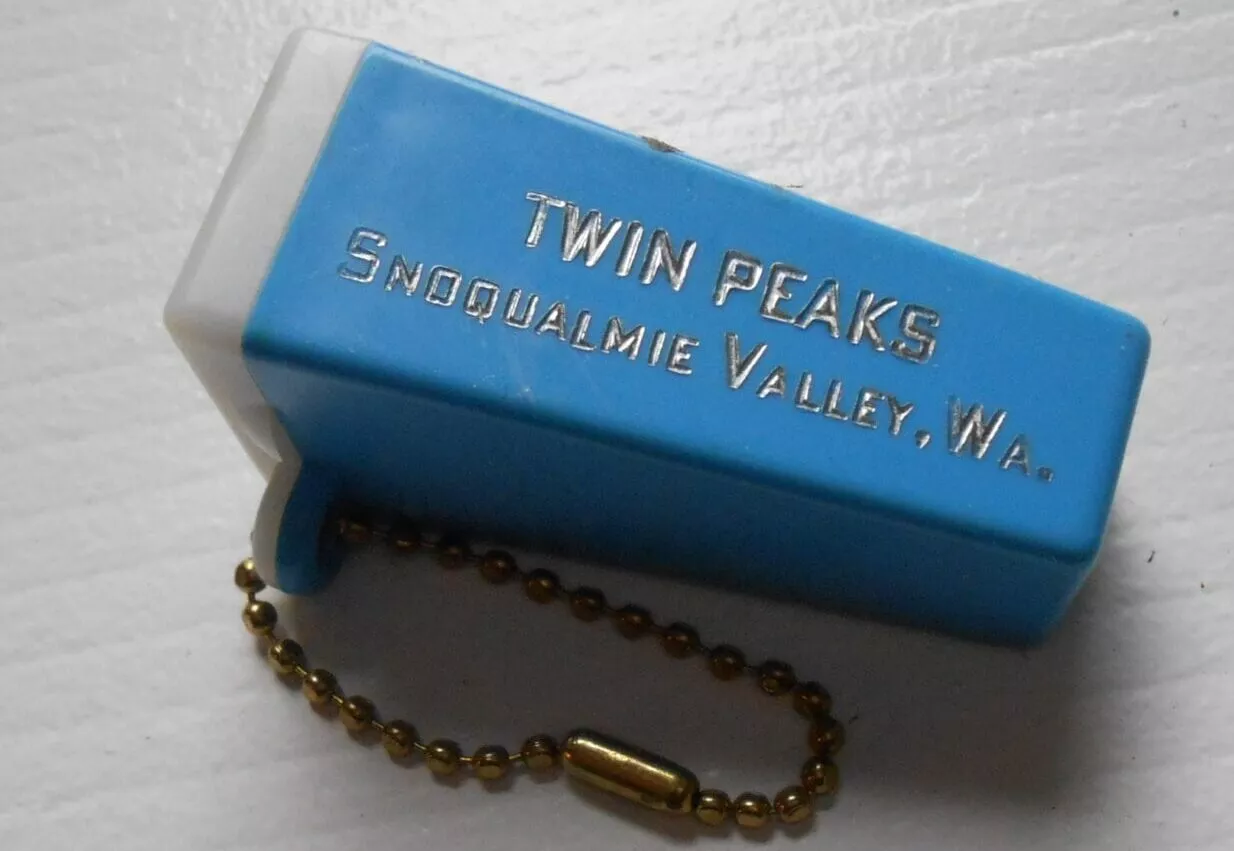 TWIN PEAKS
SNOQUALMIE VALLEY, WA.